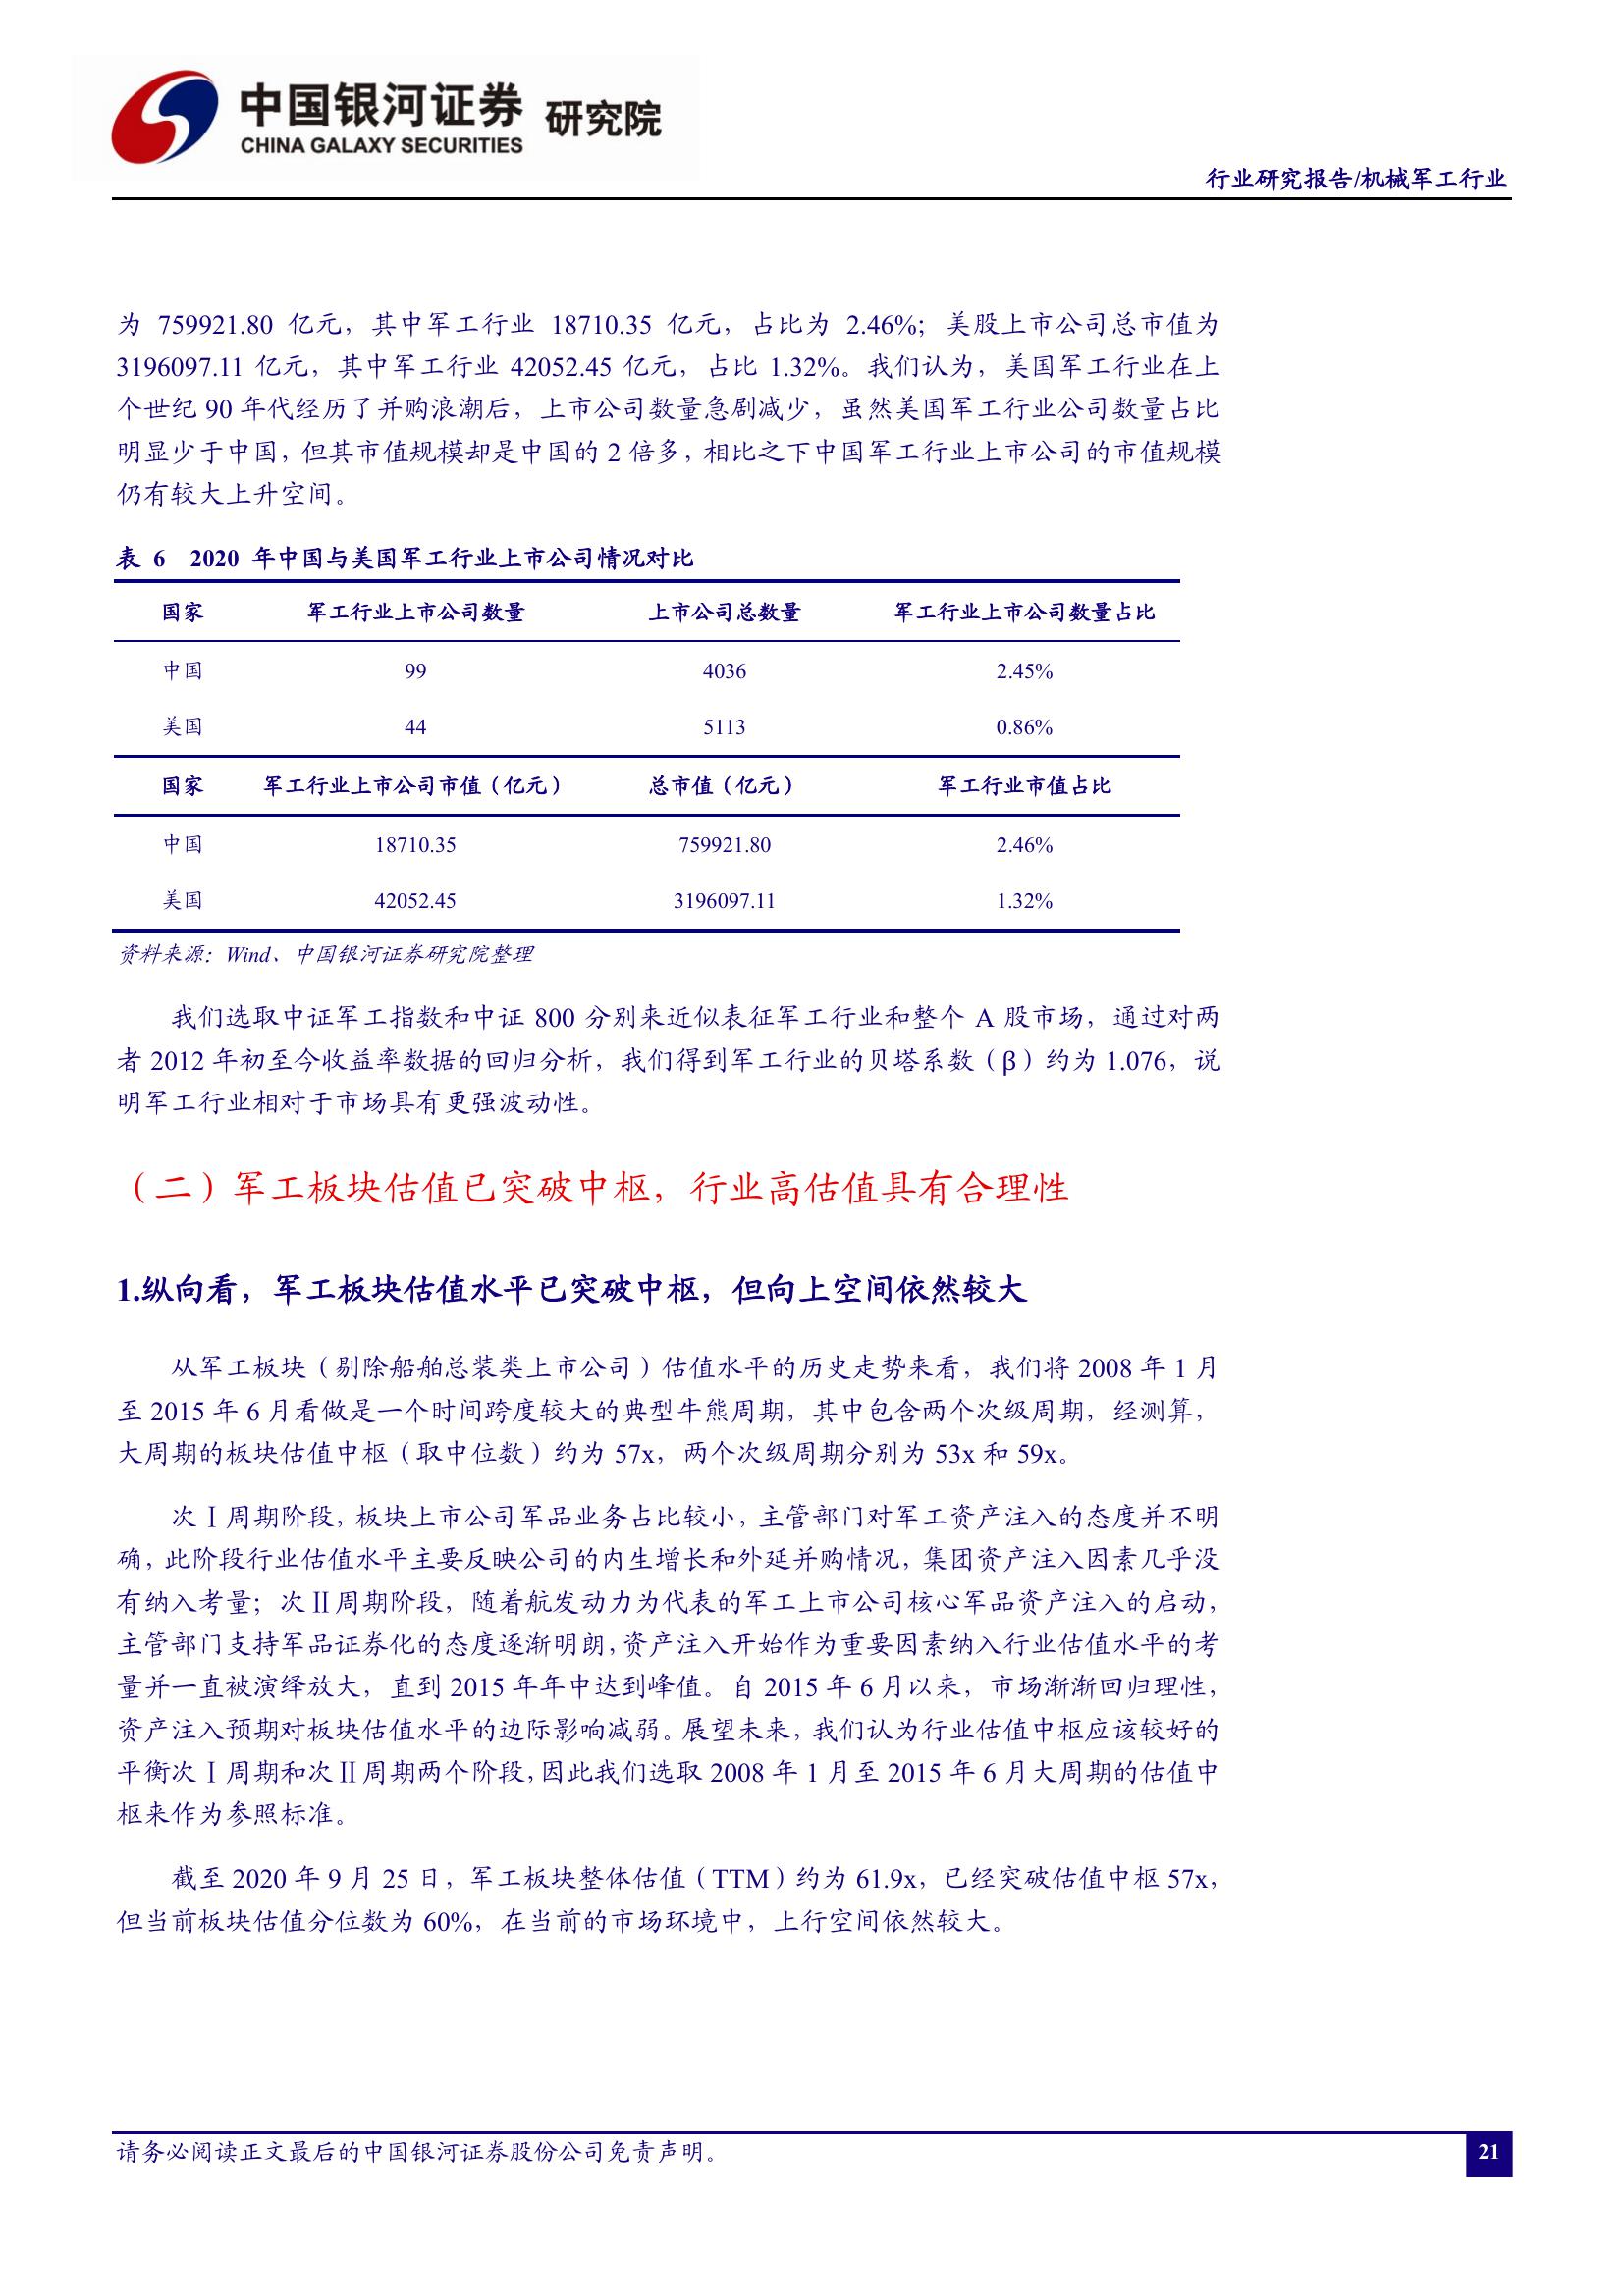 中国银河证券 研究院
CHINA GALAXY SECURITIES
行业研究报告/机械军工行业
为 759921.80 亿元，其中军工行业 18710.35 亿元，占比为 2.46%；美股上市公司总市值为
3196097.11 亿元，其中军工行业 42052.45 亿元，占比 1.32%。我们认为，美国军工行业在上
个世纪 90 年代经历了并购浪潮后，上市公司数量急剧减少，虽然美国军工行业公司数量占比
明显少于中国，但其市值规模却是中国的 2 倍多，相比之下中国军工行业上市公司的市值规模
仍有较大上升空间。
表 6 2020 年中国与美国军工行业上市公司情况对比
国家 军工行业上市公司数量 上市公司总数量 军工行业上市公司数量占比
中国 99 4036 2.45%
美国 44 5113 0.86%
国家 军工行业上市公司市值（亿元） 总市值（亿元） 军工行业市值占比
中国 18710.35 759921.80 2.46%
美国 42052.45 3196097.11 1.32%
资料来源：Wind、中国银河证券研究院整理
我们选取中证军工指数和中证 800 分别来近似表征军工行业和整个 A 股市场，通过对两
者 2012 年初至今收益率数据的回归分析，我们得到军工行业的贝塔系数（β）约为 1.076，说
明军工行业相对于市场具有更强波动性。
（二）军工板块估值已突破中枢，行业高估值具有合理性
1.纵向看，军工板块估值水平已突破中枢，但向上空间依然较大
从军工板块（剔除船舶总装类上市公司）估值水平的历史走势来看，我们将 2008 年 1 月
至 2015 年 6 月看做是一个时间跨度较大的典型牛熊周期，其中包含两个次级周期，经测算，
大周期的板块估值中枢（取中位数）约为 57x，两个次级周期分别为 53x 和 59x。
次Ⅰ周期阶段，板块上市公司军品业务占比较小，主管部门对军工资产注入的态度并不明
确，此阶段行业估值水平主要反映公司的内生增长和外延并购情况，集团资产注入因素几乎没
有纳入考量；次Ⅱ周期阶段，随着航发动力为代表的军工上市公司核心军品资产注入的启动，
主管部门支持军品证券化的态度逐渐明朗，资产注入开始作为重要因素纳入行业估值水平的考
量并一直被演绎放大，直到 2015 年年中达到峰值。自 2015 年 6 月以来，市场渐渐回归理性，
资产注入预期对板块估值水平的边际影响减弱。展望未来，我们认为行业估值中枢应该较好的
平衡次Ⅰ周期和次Ⅱ周期两个阶段，因此我们选取 2008 年 1 月至 2015 年 6 月大周期的估值中
枢来作为参照标准。
截至 2020 年 9 月 25 日，军工板块整体估值（TTM）约为 61.9x，已经突破估值中枢 57x，
但当前板块估值分位数为 60%，在当前的市场环境中，上行空间依然较大。
请务必阅读正文最后的中国银河证券股份公司免责声明。
21